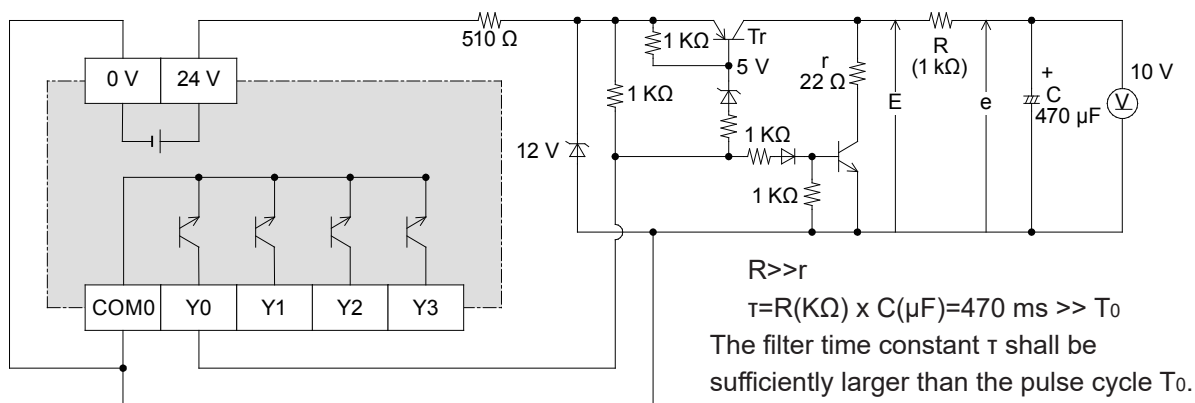 0 V
24 V
510 Ω
12 V
1 KΩ
1 KΩ
Tr
5 V
1 KΩ
1 KΩ
r
22 Ω
E
R
(1 kΩ)
e
+
C
470 µF
10 V
V
COM0
Y0
Y1
Y2
Y3
R>>r
τ=R(KΩ) x C(µF)=470 ms >> T0
The filter time constant τ shall be
sufficiently larger than the pulse cycle T0.